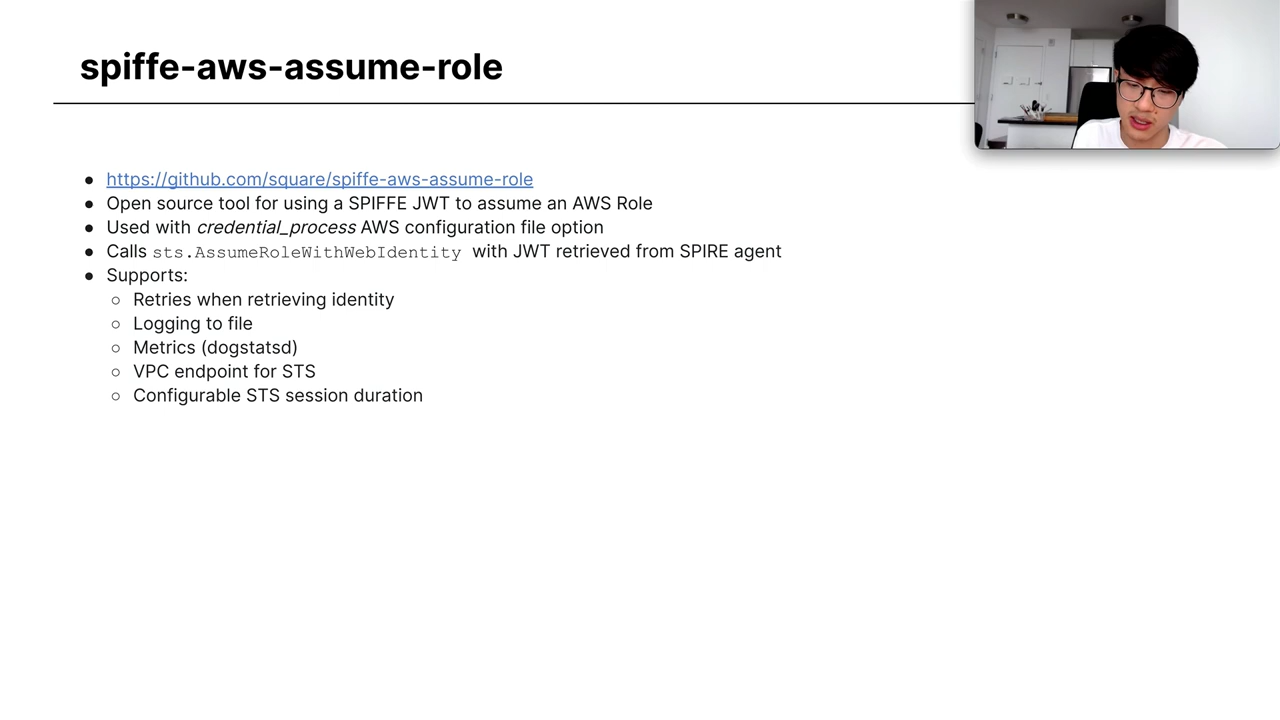 spiffe-aws-assume-role
● https://github.com/square/spiffe-aws-assume-role
● Open source tool for using a SPIFFE JWT to assume an AWS Role
● Used with credential_process AWS configuration file option
● Calls sts.AssumeRoleWithWebIdentity with JWT retrieved from SPIRE agent
● Supports:
○ Retries when retrieving identity
○ Logging to file
○ Metrics (dogstatsd)
○ VPC endpoint for STS
○ Configurable STS session duration